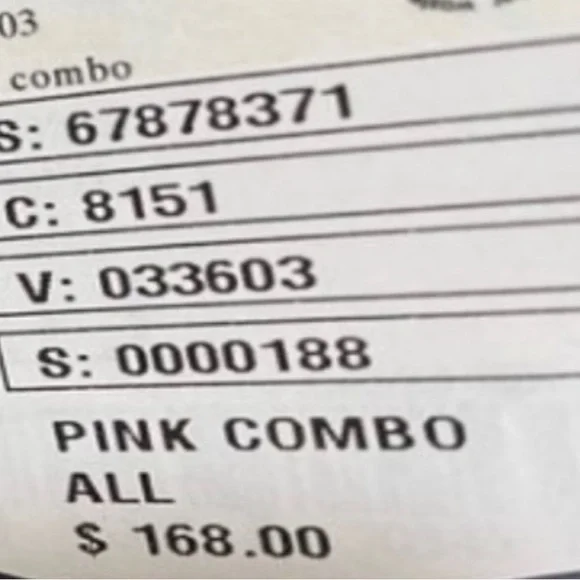 03
combo
S: 67878371
C: 8151
V: 033603
S: 0000188
PINK COMBO
ALL
$ 168.00